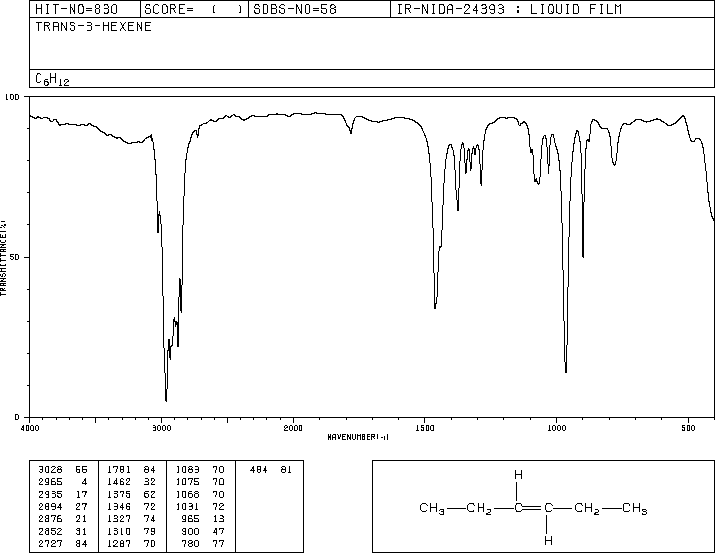 HIT-NO=830 SCORE= ( ) SDBS-NO=58 IR-NIDA-24393 : LIQUID FILM
TRANS-3-HEXENE
C6H12
100
50
0
TRANSMITTANCE(%)
4000 3000 2000 1500 1000 500
WAVENUMBER(-1)
3028 55 1781 84 1083 70 484 81
2965 4 1462 32 1075 70
2935 17 1375 62 1068 70
2894 27 1346 72 1031 72
2876 21 1327 74 965 13
2852 31 1310 79 900 47
2727 84 1287 70 780 77
H
CH3—CH2—C=C—CH2—CH3
H